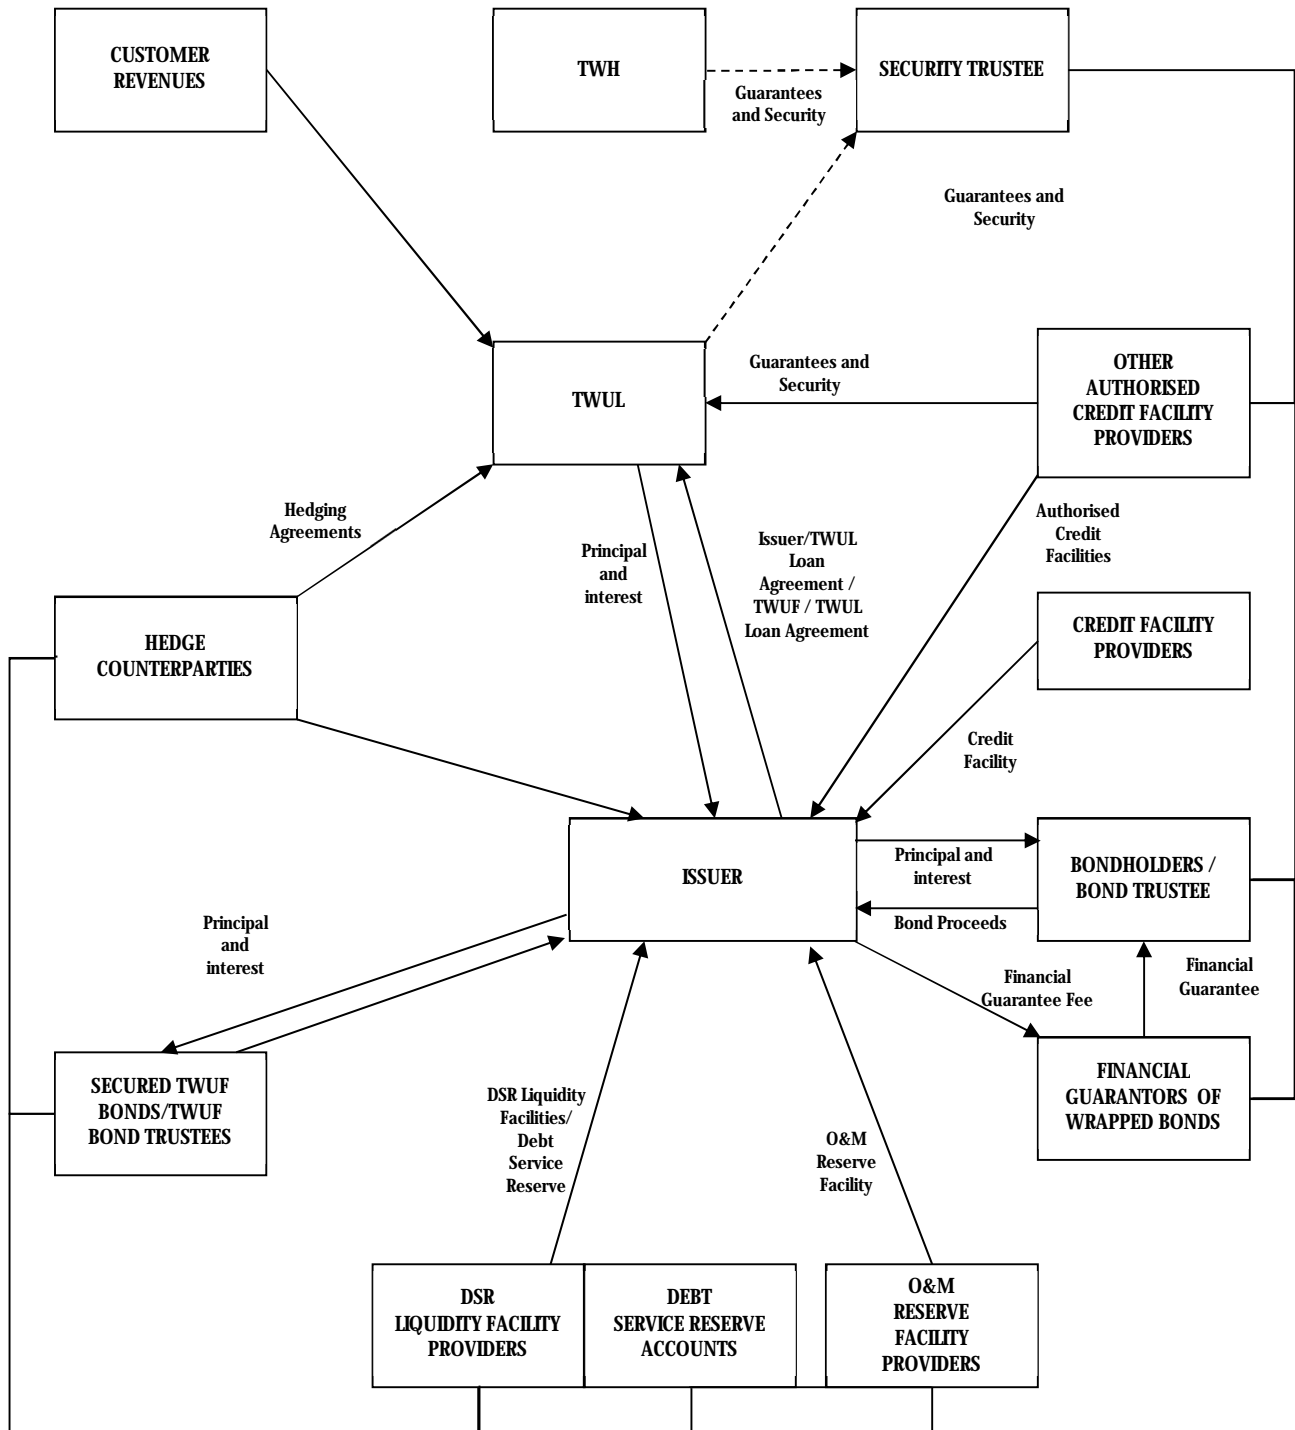 CUSTOMER
REVENUES
TWH
SECURITY TRUSTEE
Guarantees
and Security
Guarantees and
Security
TWUL
Guarantees and
Security
OTHER
AUTHORISED
CREDIT FACILITY
PROVIDERS
Hedging
Agreements
Principal
and
interest
Issuer/TWUL
Loan
Agreement /
TWUF / TWUL
Loan Agreement
Authorised
Credit
Facilities
HEDGE
COUNTERPARTIES
CREDIT FACILITY
PROVIDERS
Credit
Facility
ISSUER
Principal and
interest
Bond Proceeds
BONDHOLDERS /
BOND TRUSTEE
Principal
and
interest
Financial
Guarantee Fee
Financial
Guarantee
SECURED TWUF
BONDS/TWUF
BOND TRUSTEES
DSR Liquidity
Facilities/
Debt
Service
Reserve
O&M
Reserve
Facility
FINANCIAL
GUARANTORS OF
WRAPPED BONDS
DSR
LIQUIDITY FACILITY
PROVIDERS
DEBT
SERVICE RESERVE
ACCOUNTS
O&M
RESERVE
FACILITY
PROVIDERS